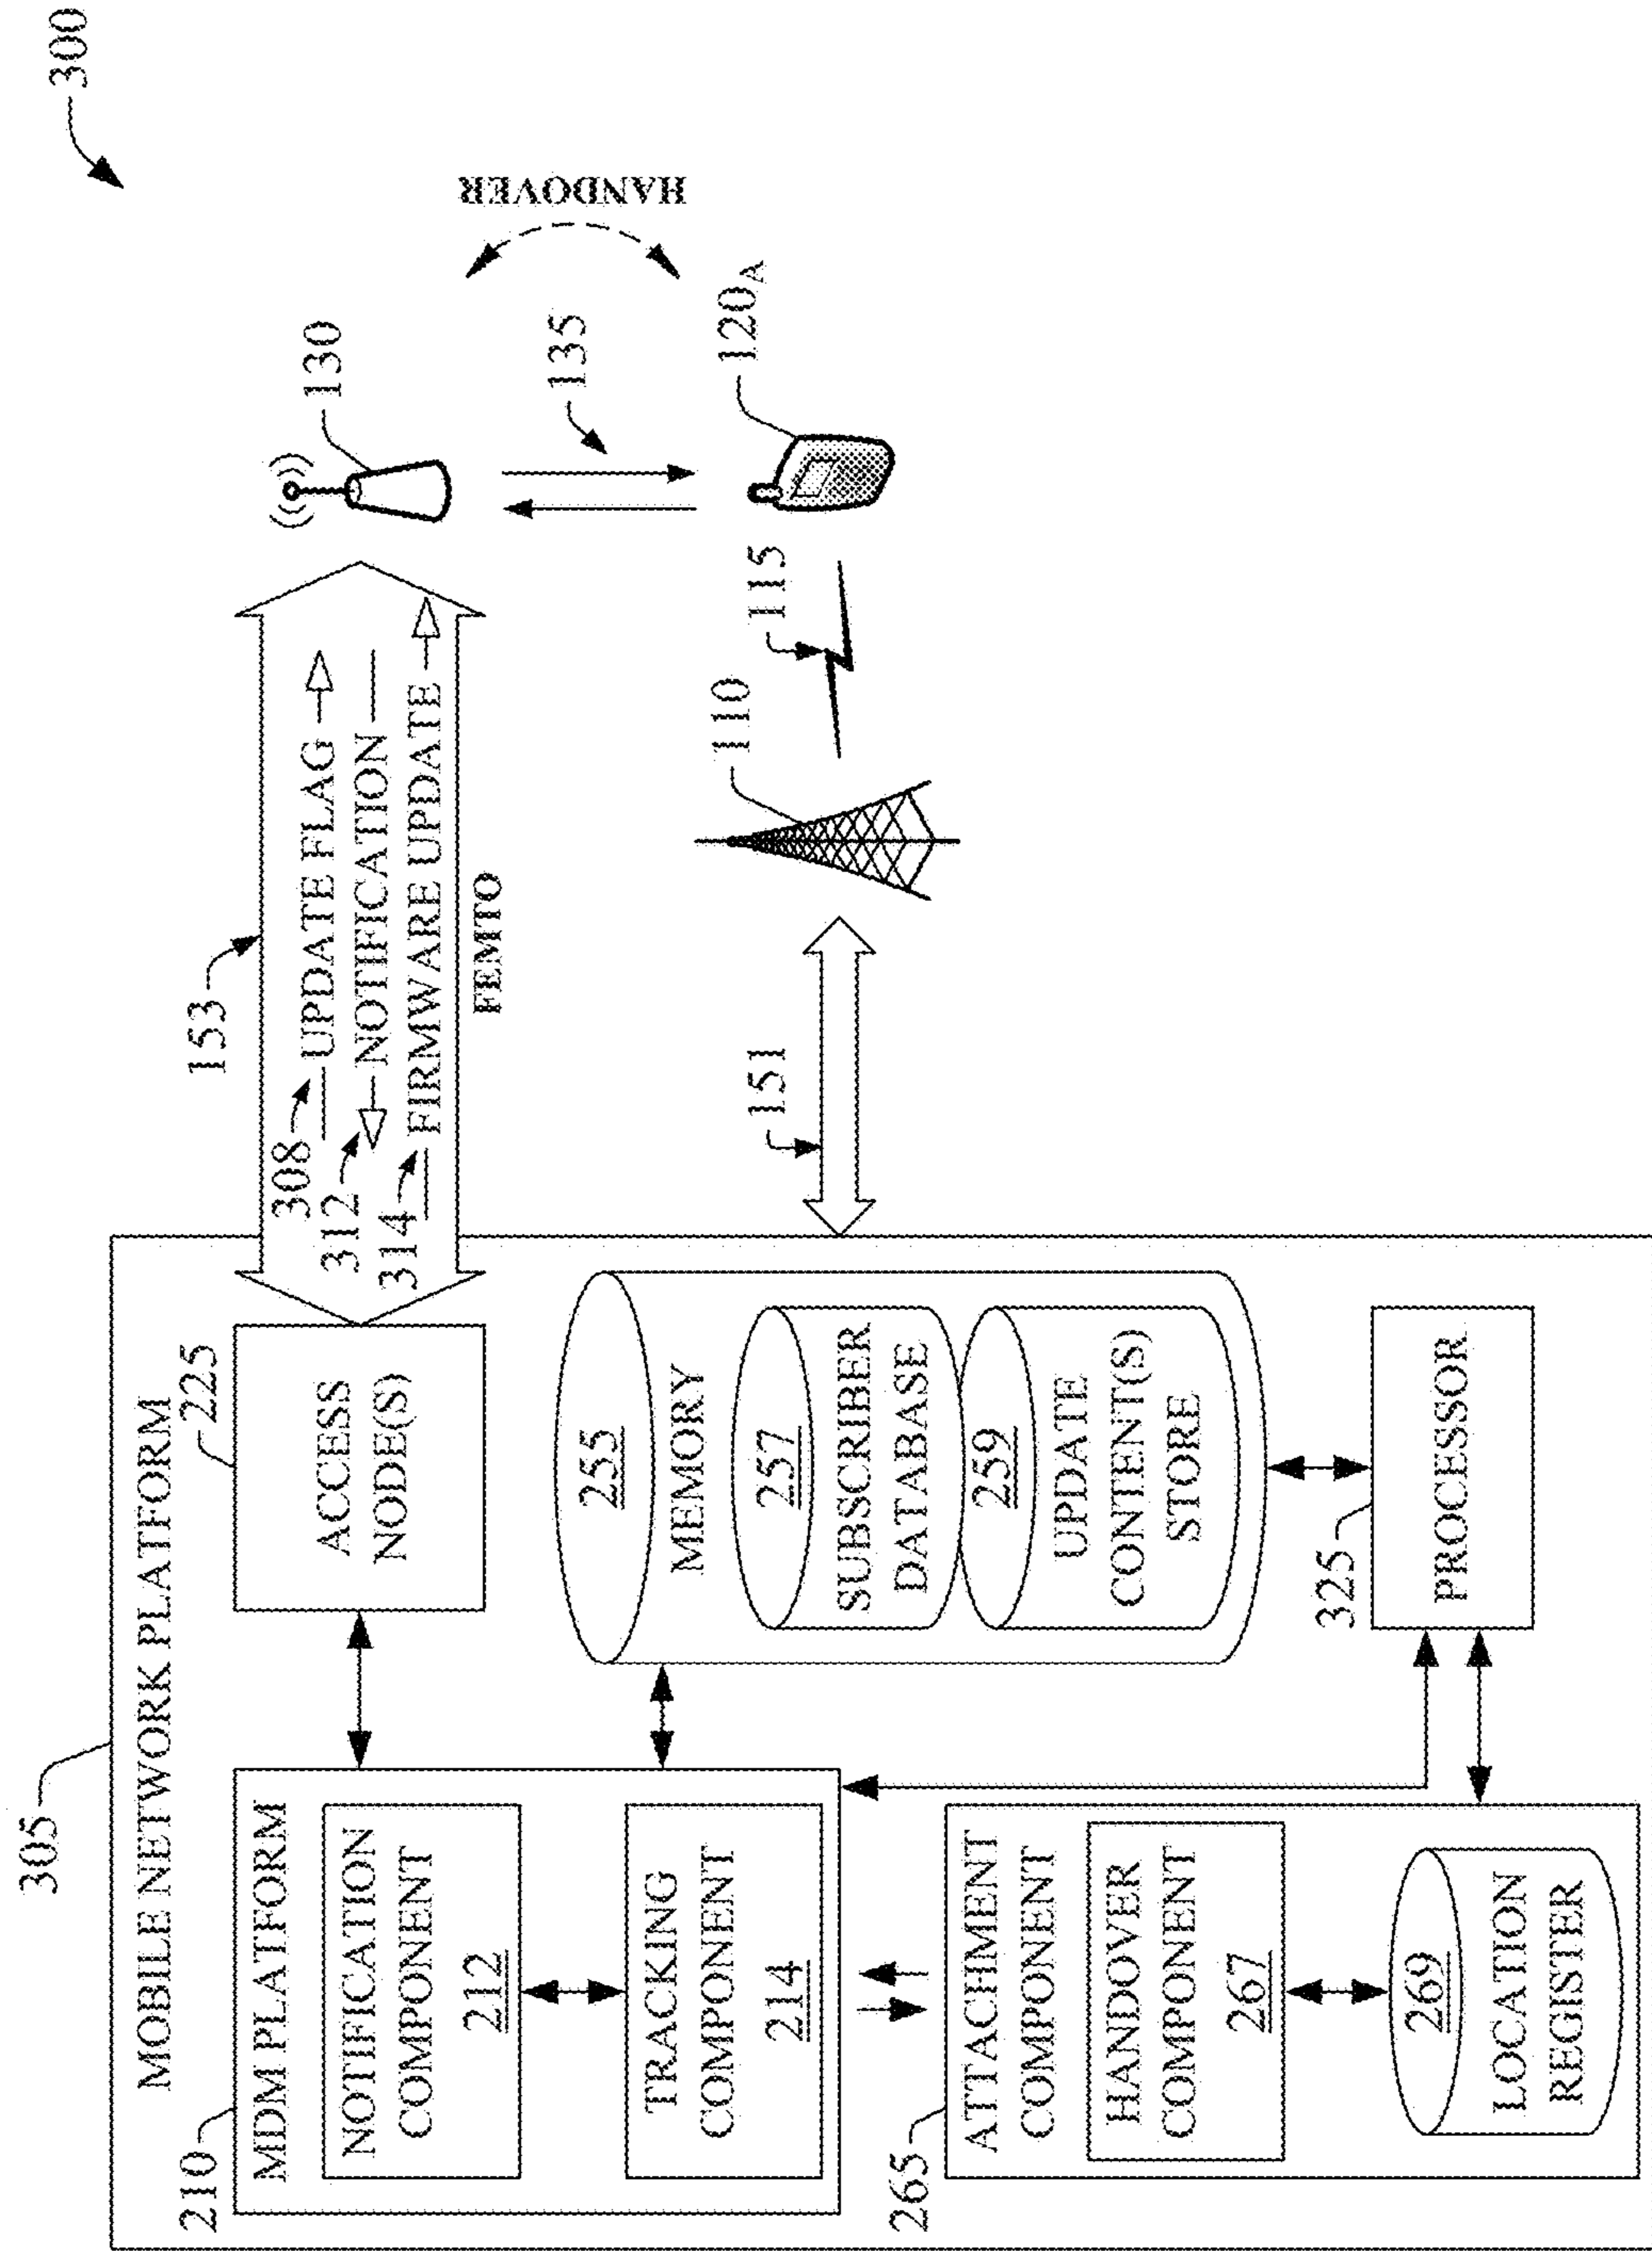 300
305
MOBILE NETWORK PLATFORM
210
MDM PLATFORM
NOTIFICATION
COMPONENT
212
TRACKING
COMPONENT
214
225
ACCESS
NODE(S)
255
MEMORY
257
SUBSCRIBER
DATABASE
259
UPDATE
CONTENT(S)
STORE
265
ATTACHMENT
COMPONENT
HANDOVER
COMPONENT
267
269
LOCATION
REGISTER
325
PROCESSOR
153
308
UPDATE FLAG
312
NOTIFICATION
314
FIRMWARE UPDATE
FEMTO
130
HANDOVER
135
151
110
115
120A